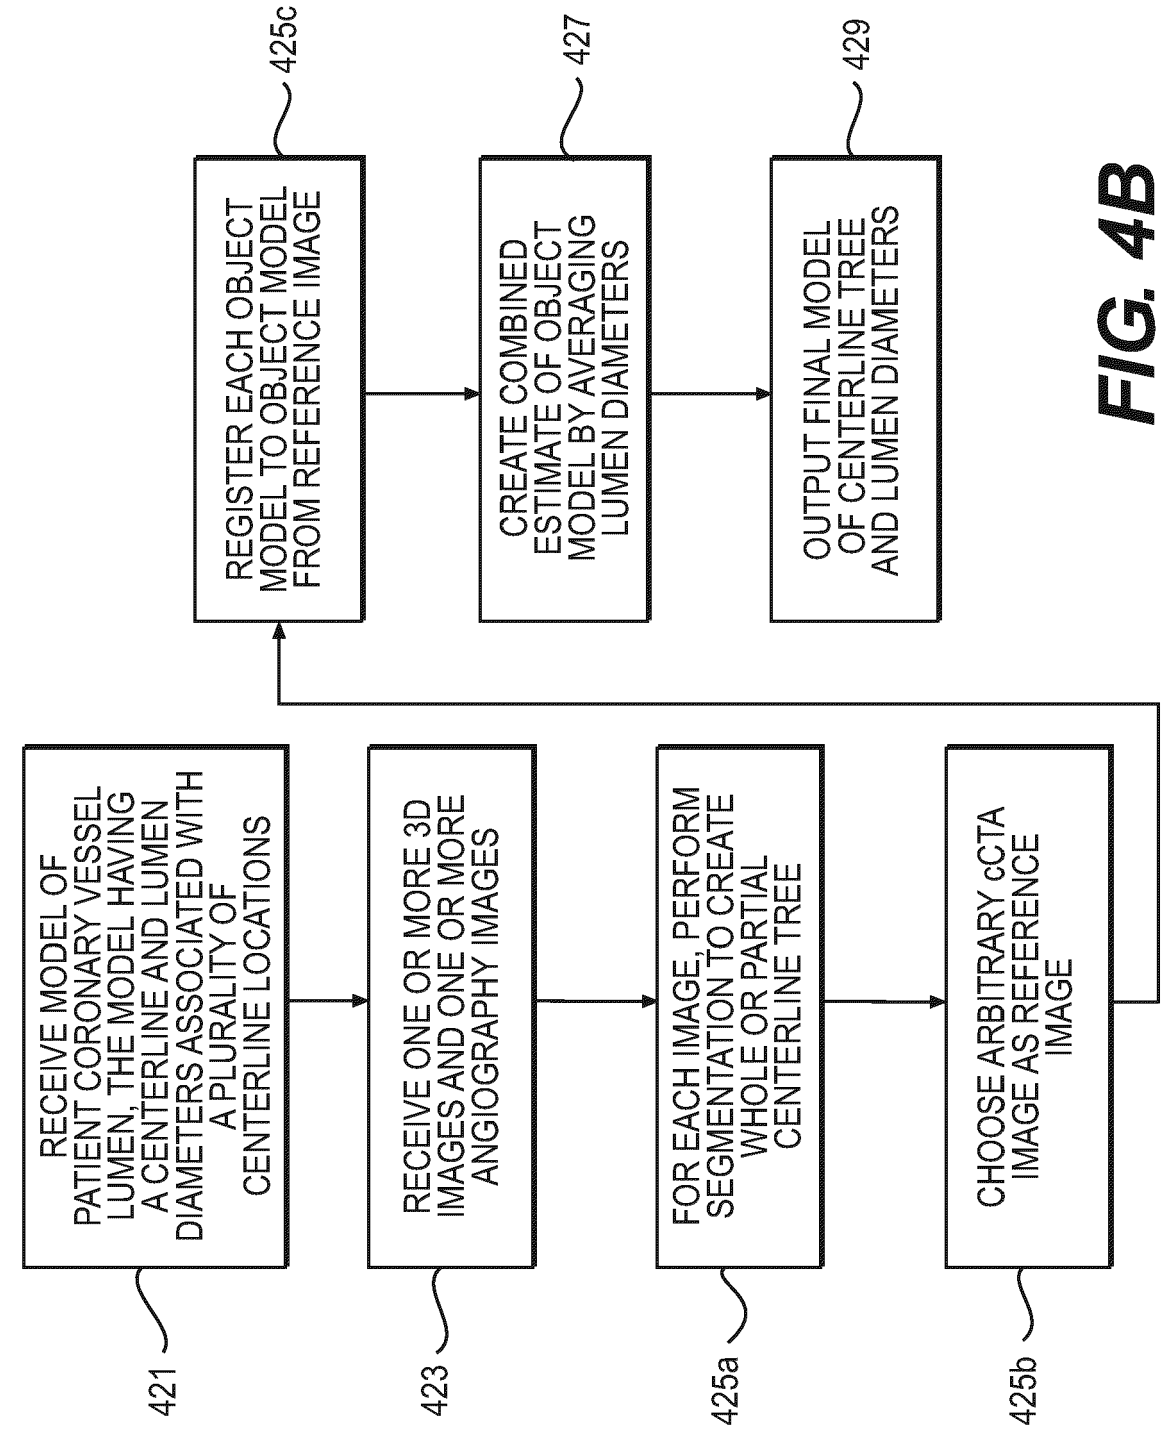 RECEIVE MODEL OF
PATIENT CORONARY VESSEL
LUMEN, THE MODEL HAVING
A CENTERLINE AND LUMEN
DIAMETERS ASSOCIATED WITH
A PLURALITY OF
CENTERLINE LOCATIONS
421
RECEIVE ONE OR MORE 3D
IMAGES AND ONE OR MORE
ANGIOGRAPHY IMAGES
423
FOR EACH IMAGE, PERFORM
SEGMENTATION TO CREATE
WHOLE OR PARTIAL
CENTERLINE TREE
425a
CHOOSE ARBITRARY cCTA
IMAGE AS REFERENCE
IMAGE
425b
REGISTER EACH OBJECT
MODEL TO OBJECT MODEL
FROM REFERENCE IMAGE
425c
CREATE COMBINED
ESTIMATE OF OBJECT
MODEL BY AVERAGING
LUMEN DIAMETERS
427
OUTPUT FINAL MODEL
OF CENTERLINE TREE
AND LUMEN DIAMETERS
429
FIG. 4B